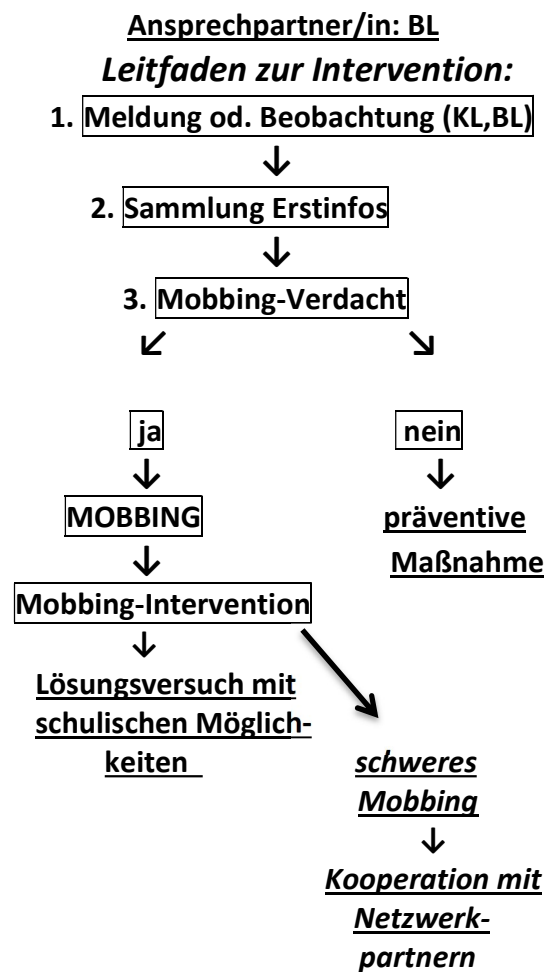 Ansprechpartner/in: BL
Leitfaden zur Intervention:
1. Meldung od. Beobachtung (KL,BL)
↓
2. Sammlung Erstinfos
↓
3. Mobbing-Verdacht
↙ ↘
ja nein
↓ ↓
MOBBING präventive
↓ Maßnahme
Mobbing-Intervention
↓
Lösungsversuch mit
schulischen Möglich-
keiten
schweres
Mobbing
↓
Kooperation mit
Netzwerk-
partnern